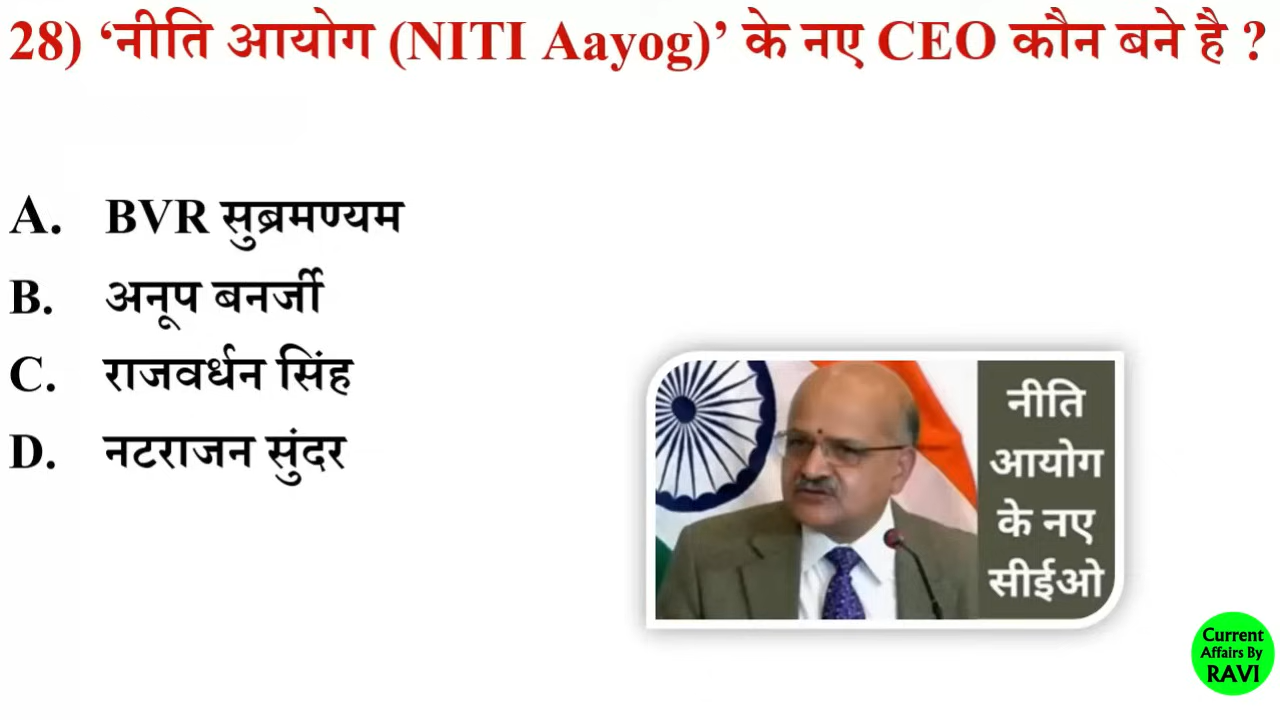 28) ‘नीति आयोग (NITI Aayog)’ के नए CEO कौन बने है ?
A. BVR सुब्रमण्यम
B. अनूप बनर्जी
C. राजवर्धन सिंह
D. नटराजन सुंदर
नीति
आयोग
के नए
सीईओ
Current
Affairs By
RAVI